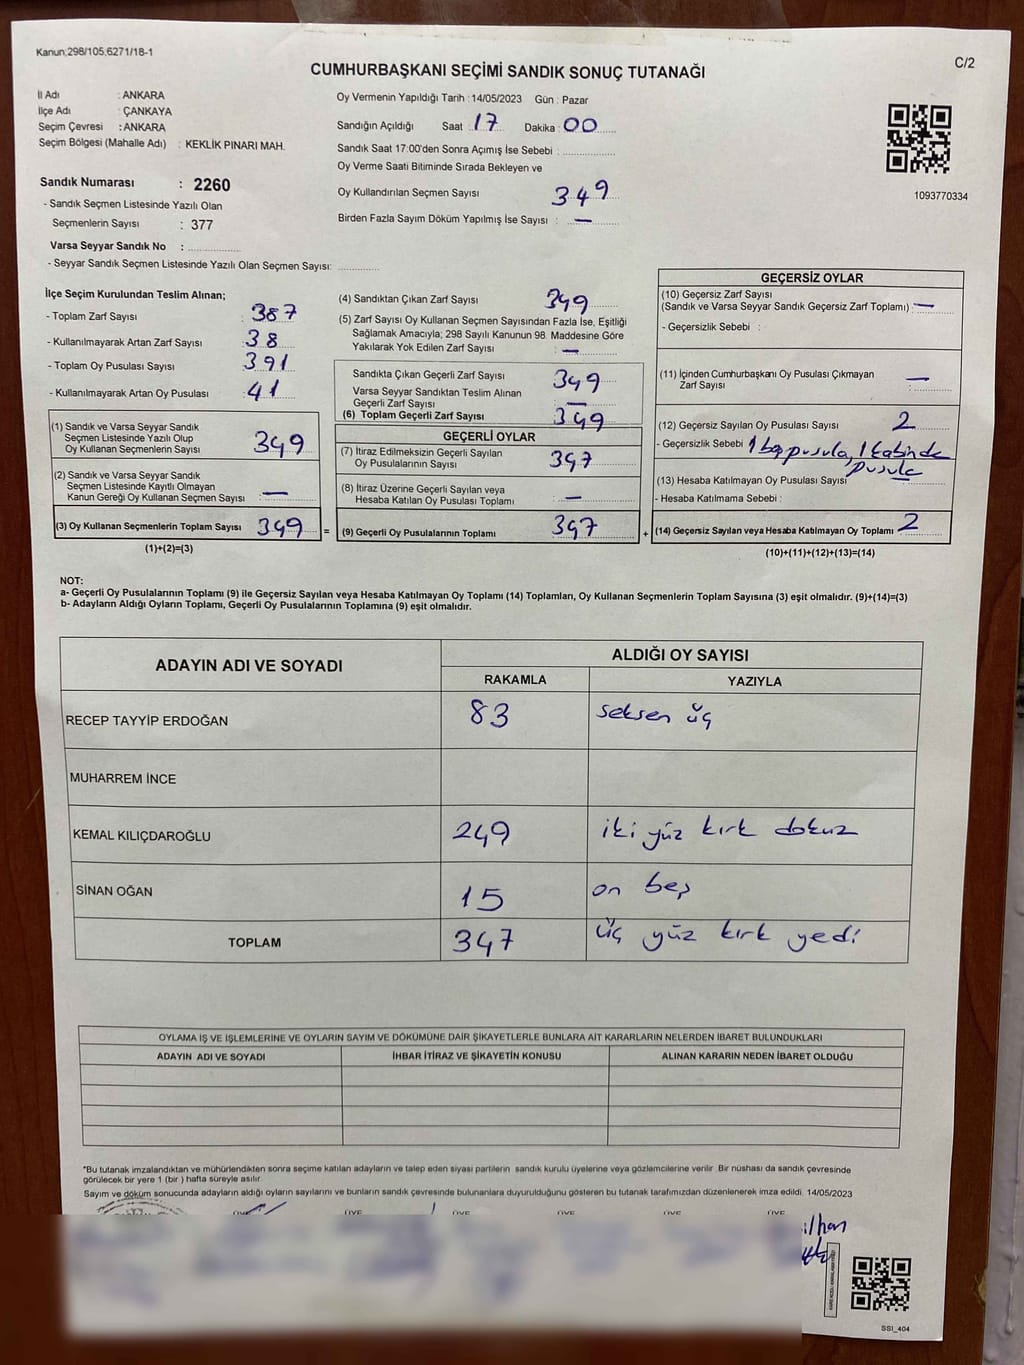 Kanun:298/105,6271/18-1
C/2
CUMHURBAŞKANI SEÇİMİ SANDIK SONUÇ TUTANAĞI
İl Adı : ANKARA
İlçe Adı : ÇANKAYA
Seçim Çevresi : ANKARA
Seçim Bölgesi (Mahalle Adı) : KEKLİK PINARI MAH.
Sandık Numarası : 2260
- Sandık Seçmen Listesinde Yazılı Olan
Seçmenlerin Sayısı : 377
Varsa Seyyar Sandık No :
- Seyyar Sandık Seçmen Listesinde Yazılı Olan Seçmen Sayısı:
Oy Vermenin Yapıldığı Tarih : 14/05/2023 Gün : Pazar
Sandığın Açıldığı Saat : 17 Dakika : 00
Sandık Saat 17:00'den Sonra Açımış İse Sebebi :
Oy Verme Saati Bitiminde Sırada Bekleyen ve
Oy Kullandırılan Seçmen Sayısı 349
Birden Fazla Sayım Döküm Yapılmış İse Sayısı : —
1093770334
İlçe Seçim Kurulundan Teslim Alınan;
- Toplam Zarf Sayısı : 387
- Kullanılmayarak Artan Zarf Sayısı : 38
- Toplam Oy Pusulası Sayısı : 391
- Kullanılmayarak Artan Oy Pusulası : 41
(1) Sandık ve Varsa Seyyar Sandık
Seçmen Listesinde Yazılı Olup
Oy Kullanan Seçmenlerin Sayısı 349
(2) Sandık ve Varsa Seyyar Sandık
Seçmen Listesinde Kayıtlı Olmayan
Kanun Gereği Oy Kullanan Seçmen Sayısı —
(3) Oy Kullanan Seçmenlerin Toplam Sayısı 349 =
(1)+(2)=(3)
(4) Sandıktan Çıkan Zarf Sayısı 349
(5) Zarf Sayısı Oy Kullanan Seçmen Sayısından Fazla İse, Eşitliği
Sağlamak Amacıyla; 298 Sayılı Kanunun 98. Maddesine Göre
Yakılarak Yok Edilen Zarf Sayısı —
Sandıkta Çıkan Geçerli Zarf Sayısı 349
Varsa Seyyar Sandıktan Teslim Alınan
Geçerli Zarf Sayısı —
(6) Toplam Geçerli Zarf Sayısı 349
GEÇERLİ OYLAR
(7) İtiraz Edilmeksizin Geçerli Sayılan
Oy Pusulalarının Sayısı 347
(8) İtiraz Üzerine Geçerli Sayılan veya
Hesaba Katılan Oy Pusulası Toplamı —
(9) Geçerli Oy Pusulalarının Toplamı 347 +
GEÇERSİZ OYLAR
(10) Geçersiz Zarf Sayısı
(Sandık ve Varsa Seyyar Sandık Geçersiz Zarf Toplamı) : —
- Geçersizlik Sebebi :
(11) İçinden Cumhurbaşkanı Oy Pusulası Çıkmayan
Zarf Sayısı —
(12) Geçersiz Sayılan Oy Pusulası Sayısı 2
- Geçersizlik Sebebi 1 boş pusula, 1 kabinde
pusula
(13) Hesaba Katılmayan Oy Pusulası Sayısı
- Hesaba Katılmama Sebebi :
(14) Geçersiz Sayılan veya Hesaba Katılmayan Oy Toplamı 2
(10)+(11)+(12)+(13)=(14)
NOT:
a- Geçerli Oy Pusulalarının Toplamı (9) ile Geçersiz Sayılan veya Hesaba Katılmayan Oy Toplamı (14) Toplamları, Oy Kullanan Seçmenlerin Toplam Sayısına (3) eşit olmalıdır. (9)+(14)=(3)
b- Adayların Aldığı Oyların Toplamı, Geçerli Oy Pusulalarının Toplamına (9) eşit olmalıdır.
ADAYIN ADI VE SOYADI ALDIĞI OY SAYISI
RAKAMLA YAZIYLA
RECEP TAYYİP ERDOĞAN 83 seksen üç
MUHARREM İNCE
KEMAL KILIÇDAROĞLU 249 iki yüz kırk dokuz
SİNAN OĞAN 15 on beş
TOPLAM 347 üç yüz kırk yedi
OYLAMA İŞ VE İŞLEMLERİNE VE OYLARIN SAYIM VE DÖKÜMÜNE DAİR ŞİKAYETLERLE BUNLARA AİT KARARLARIN NELERDEN İBARET BULUNDUKLARI
ADAYIN ADI VE SOYADI İHBAR İTİRAZ VE ŞİKAYETİN KONUSU ALINAN KARARIN NEDEN İBARET OLDUĞU
*Bu tutanak imzalandıktan ve mühürlendikten sonra seçime katılan adayların ve talep eden siyasi partilerin sandık kurulu üyelerine veya gözlemcilerine verilir. Bir nüshası da sandık çevresinde
görülecek bir yere 1 (bir ) hafta süreyle asılır.
Sayım ve döküm sonucunda adayların aldığı oyların sayılarını ve bunların sandık çevresinde bulunanlara duyurulduğunu gösteren bu tutanak tarafımızdan düzenlenerek imza edildi. 14/05/2023
ÜYE ÜYE ÜYE ÜYE ÜYE
SSI_404